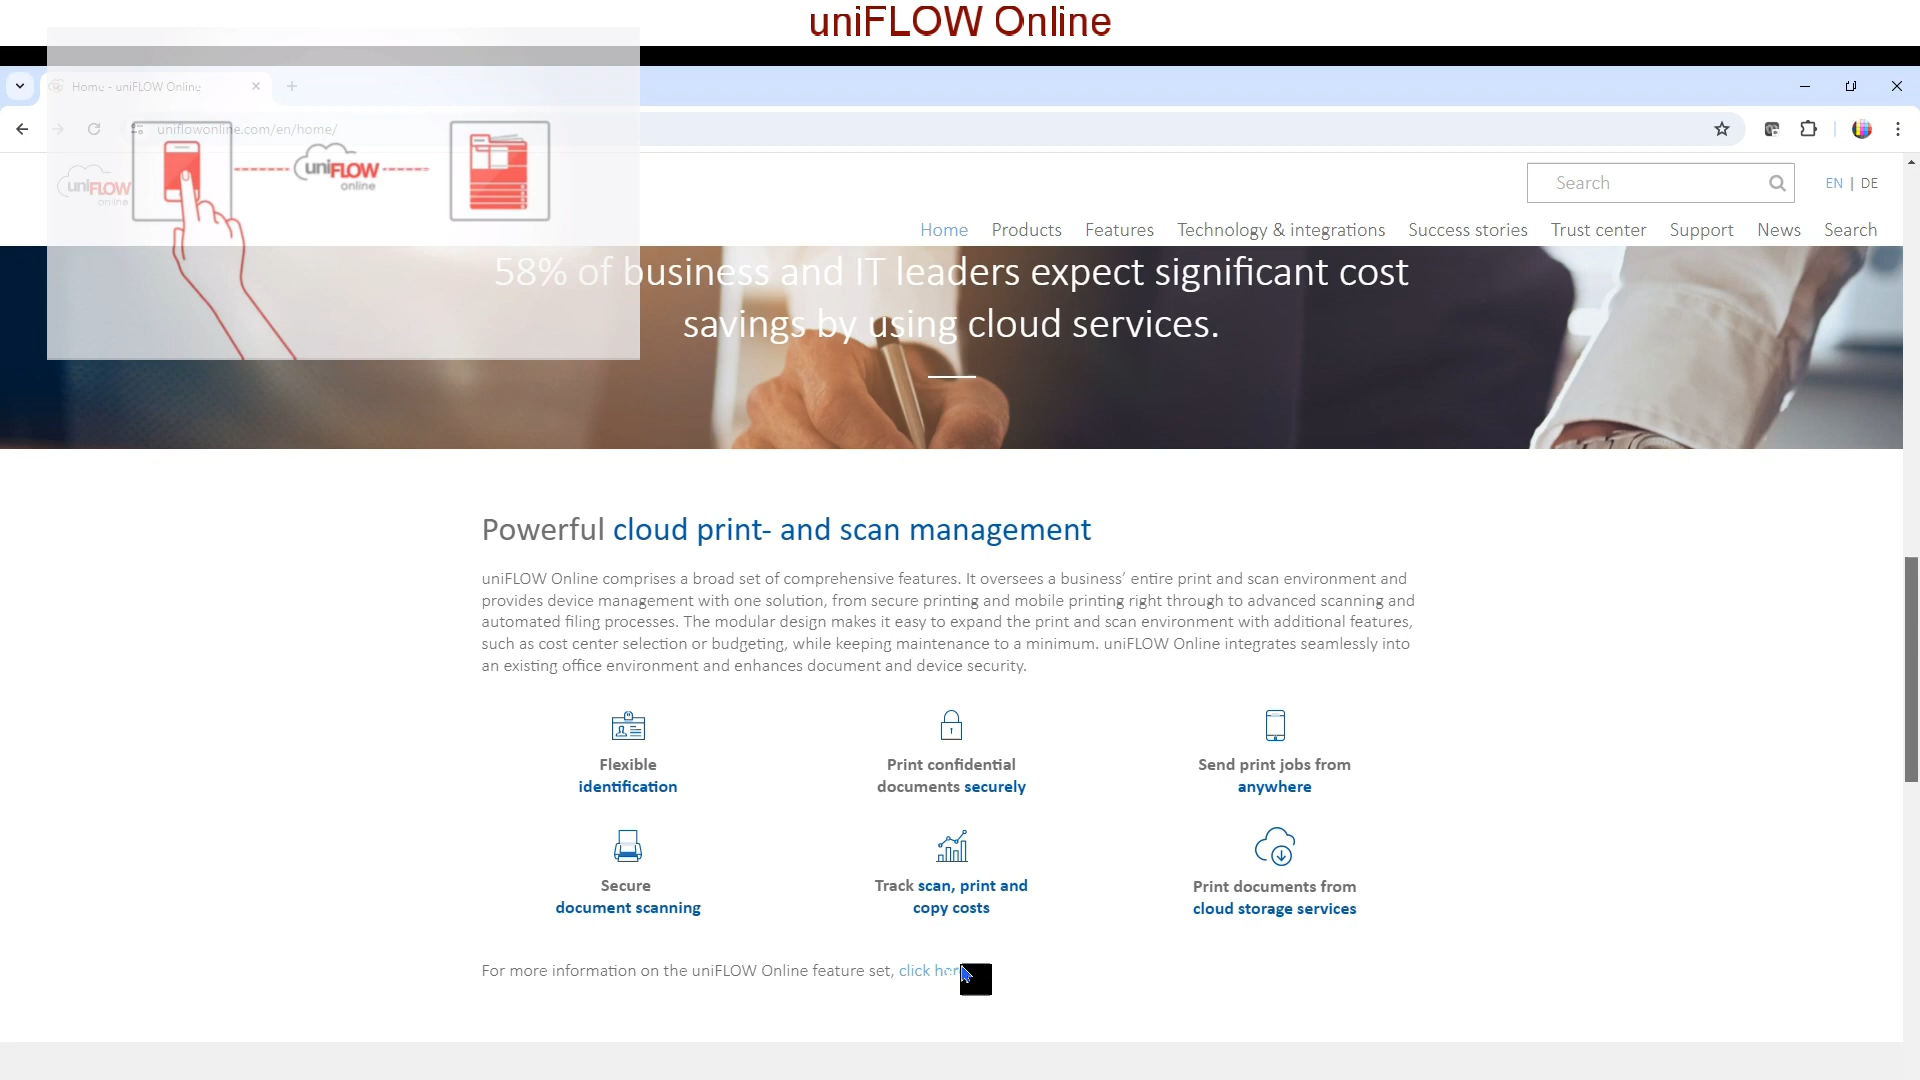 uniFLOW Online
Home - uniFLOW Online
uniflowonline.com/en/home/
uniFLOW
online
uniFLOW
online
Search
EN | DE
Home Products Features Technology & integrations Success stories Trust center Support News Search
58% of business and IT leaders expect significant cost
savings by using cloud services.
Powerful cloud print- and scan management
uniFLOW Online comprises a broad set of comprehensive features. It oversees a business’ entire print and scan environment and
provides device management with one solution, from secure printing and mobile printing right through to advanced scanning and
automated filing processes. The modular design makes it easy to expand the print and scan environment with additional features,
such as cost center selection or budgeting, while keeping maintenance to a minimum. uniFLOW Online integrates seamlessly into
an existing office environment and enhances document and device security.
Flexible
identification
Print confidential
documents securely
Send print jobs from
anywhere
Secure
document scanning
Track scan, print and
copy costs
Print documents from
cloud storage services
For more information on the uniFLOW Online feature set, click